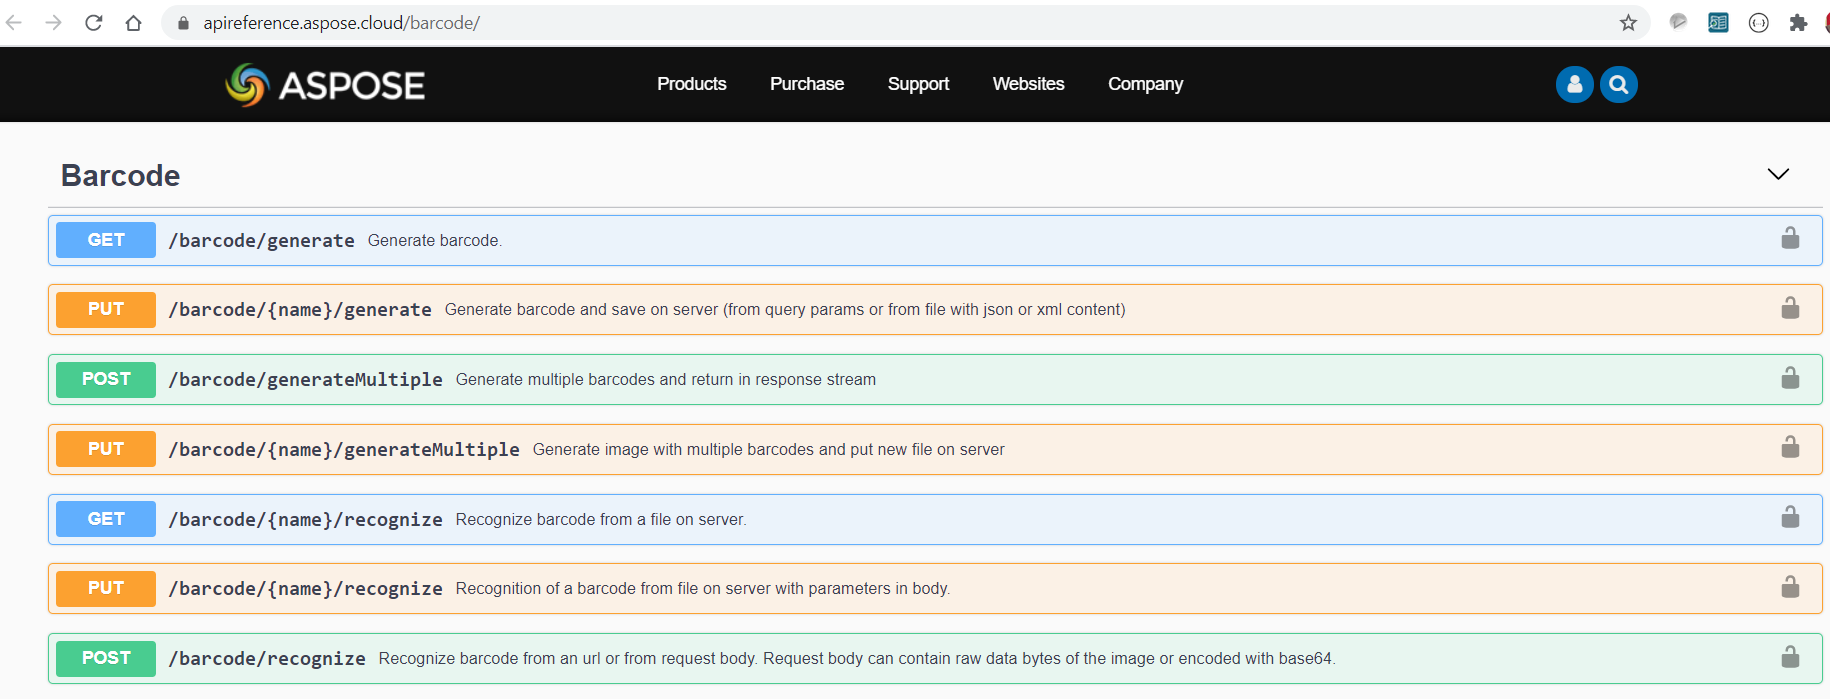 apireference.aspose.cloud/barcode/
ASPOSE Products Purchase Support Websites Company
Barcode
GET /barcode/generate Generate barcode.
PUT /barcode/{name}/generate Generate barcode and save on server (from query params or from file with json or xml content)
POST /barcode/generateMultiple Generate multiple barcodes and return in response stream
PUT /barcode/{name}/generateMultiple Generate image with multiple barcodes and put new file on server
GET /barcode/{name}/recognize Recognize barcode from a file on server.
PUT /barcode/{name}/recognize Recognition of a barcode from file on server with parameters in body.
POST /barcode/recognize Recognize barcode from an url or from request body. Request body can contain raw data bytes of the image or encoded with base64.